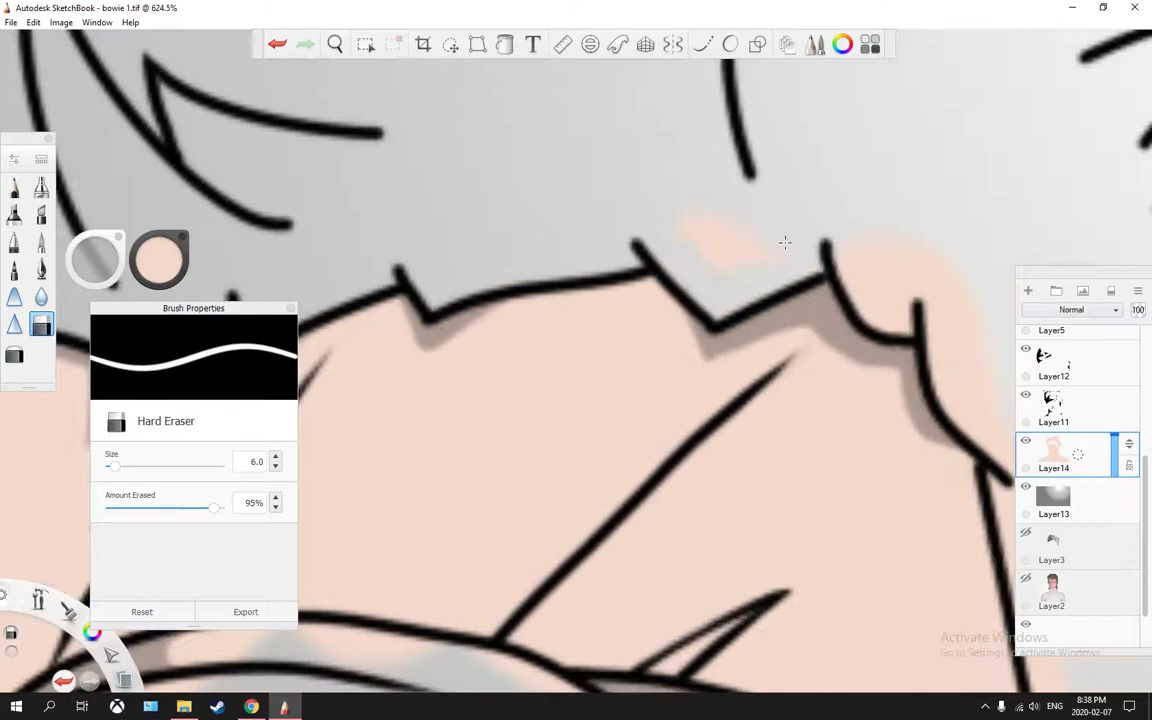 Autodesk SketchBook - bowie 1.tif @ 624.5%
File Edit Image Window Help
T
Brush Properties
Hard Eraser
Size
6.0
Amount Erased
95%
Reset Export
Normal 100
Layer5
Layer12
Layer11
Layer14
Layer13
Layer3
Layer2
Activate Windows
Go to Settings to activate Windows.
ENG 8:38 PM
2020-02-07